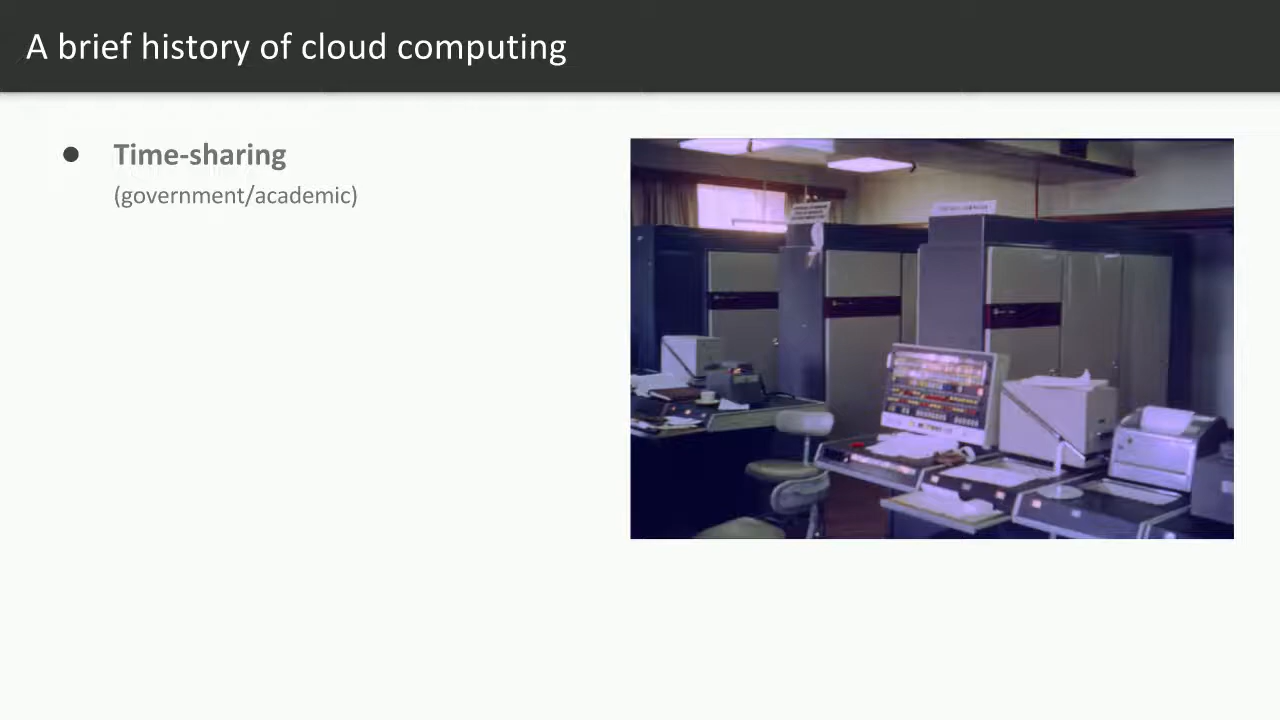 A brief history of cloud computing
● Time-sharing
(government/academic)